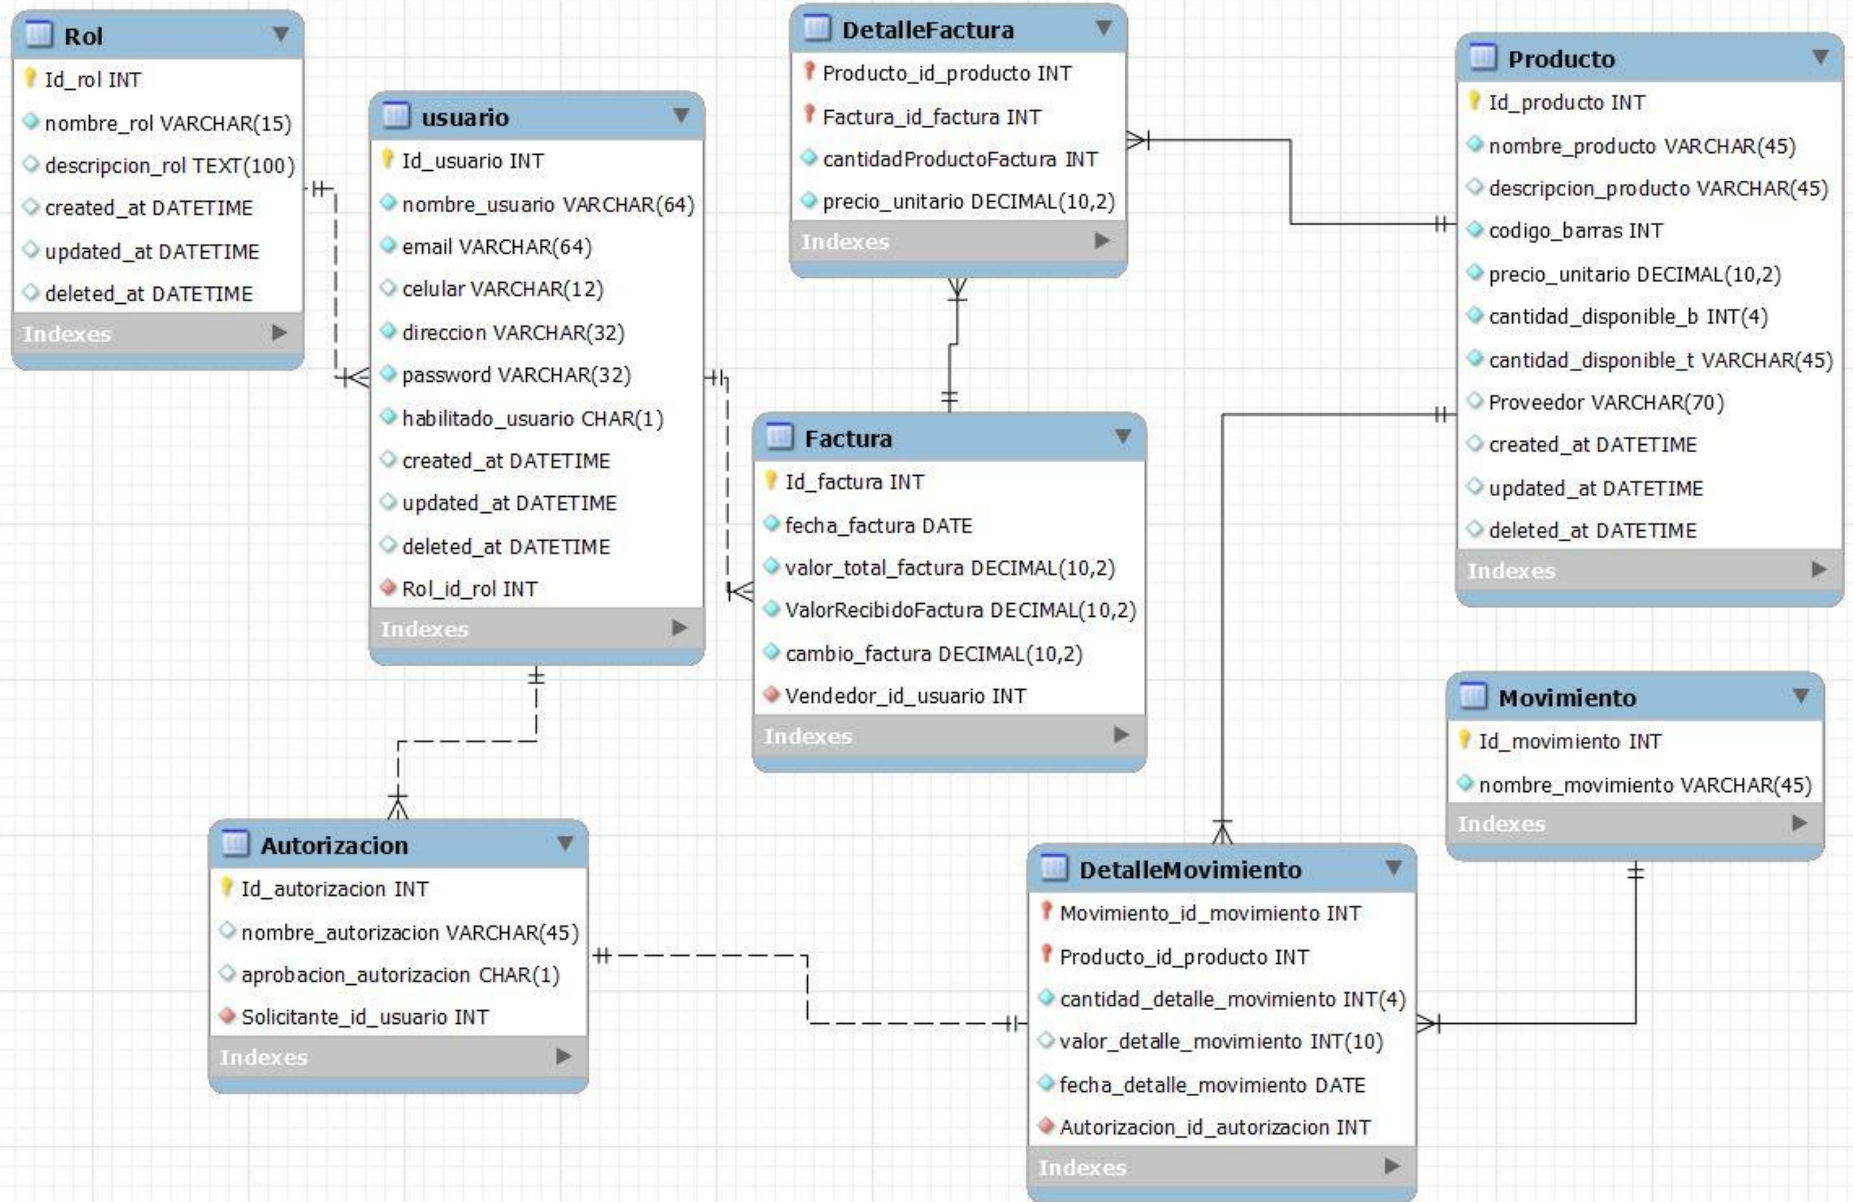 Rol
Id_rol INT
nombre_rol VARCHAR(15)
descripcion_rol TEXT(100)
created_at DATETIME
updated_at DATETIME
deleted_at DATETIME
Indexes
usuario
Id_usuario INT
nombre_usuario VARCHAR(64)
email VARCHAR(64)
celular VARCHAR(12)
direccion VARCHAR(32)
password VARCHAR(32)
habilitado_usuario CHAR(1)
created_at DATETIME
updated_at DATETIME
deleted_at DATETIME
Rol_id_rol INT
Indexes
DetalleFactura
Producto_id_producto INT
Factura_id_factura INT
cantidadProductoFactura INT
precio_unitario DECIMAL(10,2)
Indexes
Producto
Id_producto INT
nombre_producto VARCHAR(45)
descripcion_producto VARCHAR(45)
codigo_barras INT
precio_unitario DECIMAL(10,2)
cantidad_disponible_b INT(4)
cantidad_disponible_t VARCHAR(45)
Proveedor VARCHAR(70)
created_at DATETIME
updated_at DATETIME
deleted_at DATETIME
Indexes
Factura
Id_factura INT
fecha_factura DATE
valor_total_factura DECIMAL(10,2)
ValorRecibidoFactura DECIMAL(10,2)
cambio_factura DECIMAL(10,2)
Vendedor_id_usuario INT
Indexes
Movimiento
Id_movimiento INT
nombre_movimiento VARCHAR(45)
Indexes
Autorizacion
Id_autorizacion INT
nombre_autorizacion VARCHAR(45)
aprobacion_autorizacion CHAR(1)
Solicitante_id_usuario INT
Indexes
DetalleMovimiento
Movimiento_id_movimiento INT
Producto_id_producto INT
cantidad_detalle_movimiento INT(4)
valor_detalle_movimiento INT(10)
fecha_detalle_movimiento DATE
Autorizacion_id_autorizacion INT
Indexes